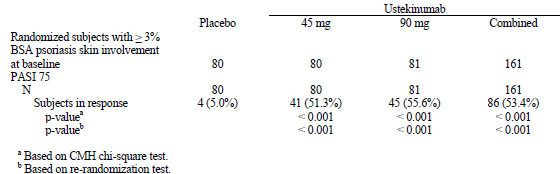 Ustekinumab
Placebo 45 mg 90 mg Combined
Randomized subjects with ≥ 3%
BSA psoriasis skin involvement
at baseline 80 80 81 161
PASI 75
N 80 80 81 161
Subjects in response 4 (5.0%) 41 (51.3%) 45 (55.6%) 86 (53.4%)
p-valueᵃ < 0.001 < 0.001 < 0.001
p-valueᵇ < 0.001 < 0.001 < 0.001
ᵃ Based on CMH chi-square test.
ᵇ Based on re-randomization test.